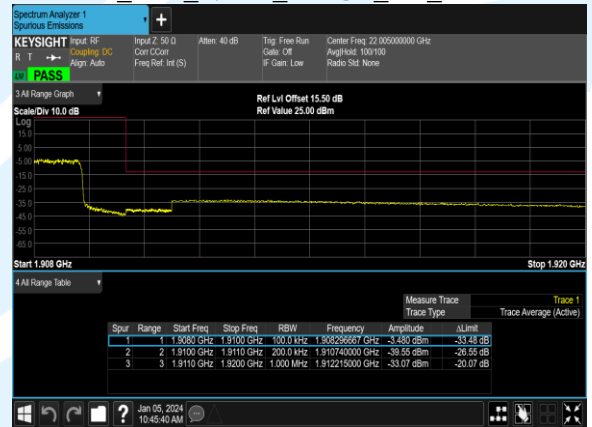 Spectrum Analyzer 1
Spurious Emissions
KEYSIGHT Input: RF Input Z: 50 Ω Atten: 40 dB Trig: Free Run Center Freq: 22.005000000 GHz
R T Coupling: DC Corr CCorr Gate: Off Avg|Hold: 100/100
Align: Auto Freq Ref: Int (S) IF Gain: Low Radio Std: None
LV PASS
3 All Range Graph
Ref Lvl Offset 15.50 dB
Scale/Div 10.0 dB Ref Value 25.00 dBm
Log
15.0
5.00
-5.00
-15.0
-25.0
-35.0
-45.0
-55.0
-65.0
Start 1.908 GHz Stop 1.920 GHz
4 All Range Table
Measure Trace Trace 1
Trace Type Trace Average (Active)
Spur Range Start Freq Stop Freq RBW Frequency Amplitude ΔLimit
1 1 1.9080 GHz 1.9100 GHz 100.0 kHz 1.908296667 GHz -3.480 dBm -33.48 dB
2 2 1.9100 GHz 1.9110 GHz 200.0 kHz 1.910740000 GHz -39.55 dBm -26.55 dB
3 3 1.9110 GHz 1.9200 GHz 1.000 MHz 1.912215000 GHz -33.07 dBm -20.07 dB
Jan 05, 2024
10:45:40 AM